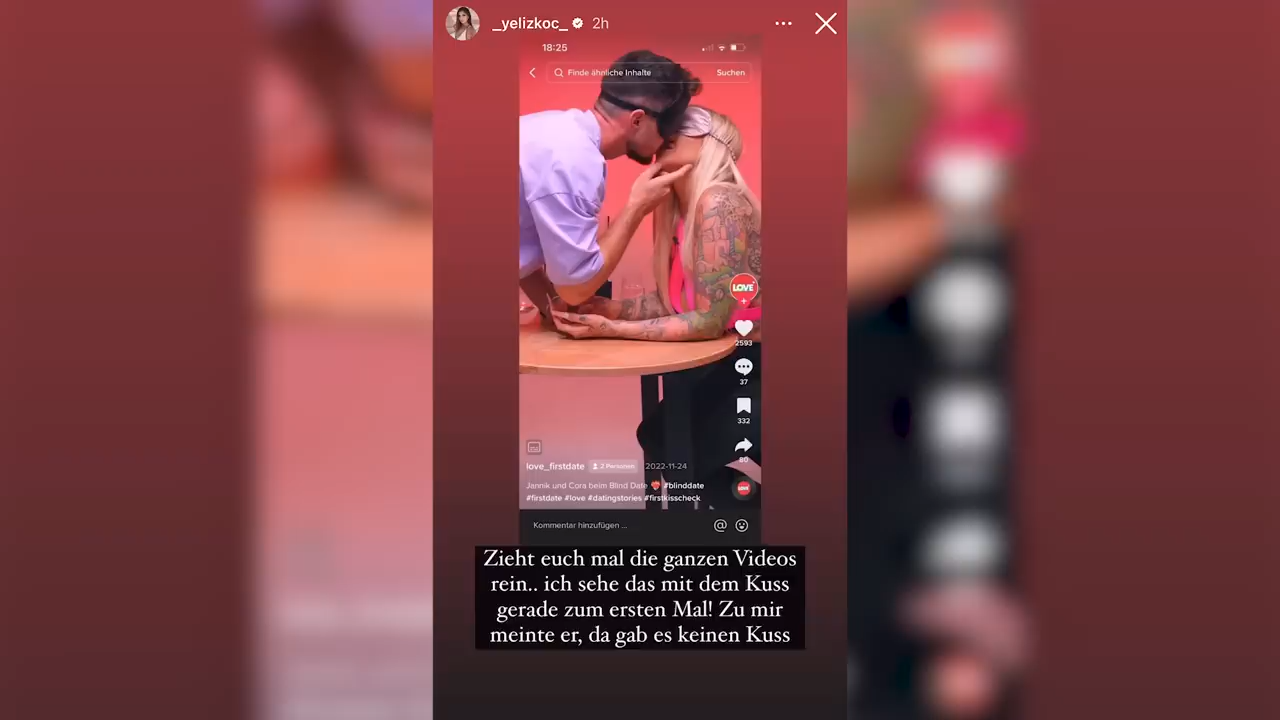 _yelizkoc_ 2h
18:25
Finde ähnliche Inhalte Suchen
LOVE
2593
37
332
80
love_firstdate 2 Personen 2022-11-24
Jannik und Cora beim Blind Date #blinddate
#firstdate #love #datingstories #firstkisscheck
LOVE
Kommentar hinzufügen ...
Zieht euch mal die ganzen Videos
rein.. ich sehe das mit dem Kuss
gerade zum ersten Mal! Zu mir
meinte er, da gab es keinen Kuss